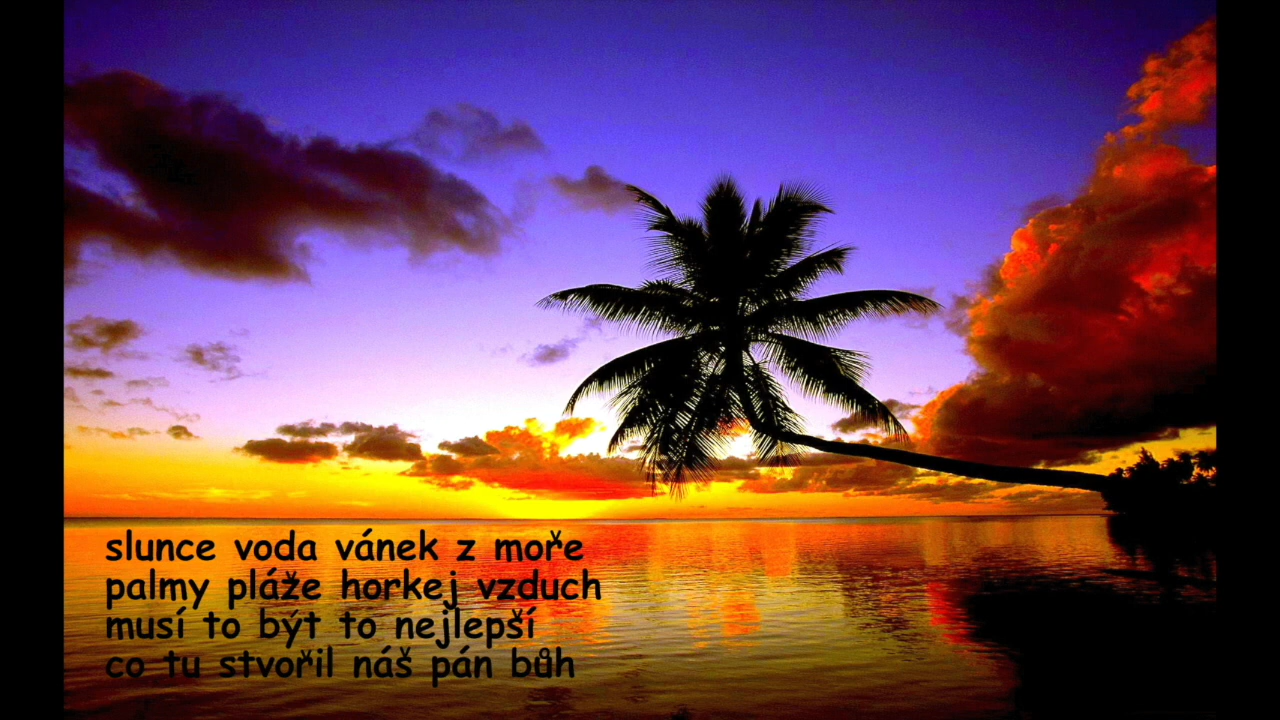 slunce voda vánek z moře
palmy pláže horkej vzduch
musí to být to nejlepší
co tu stvořil náš pán bůh